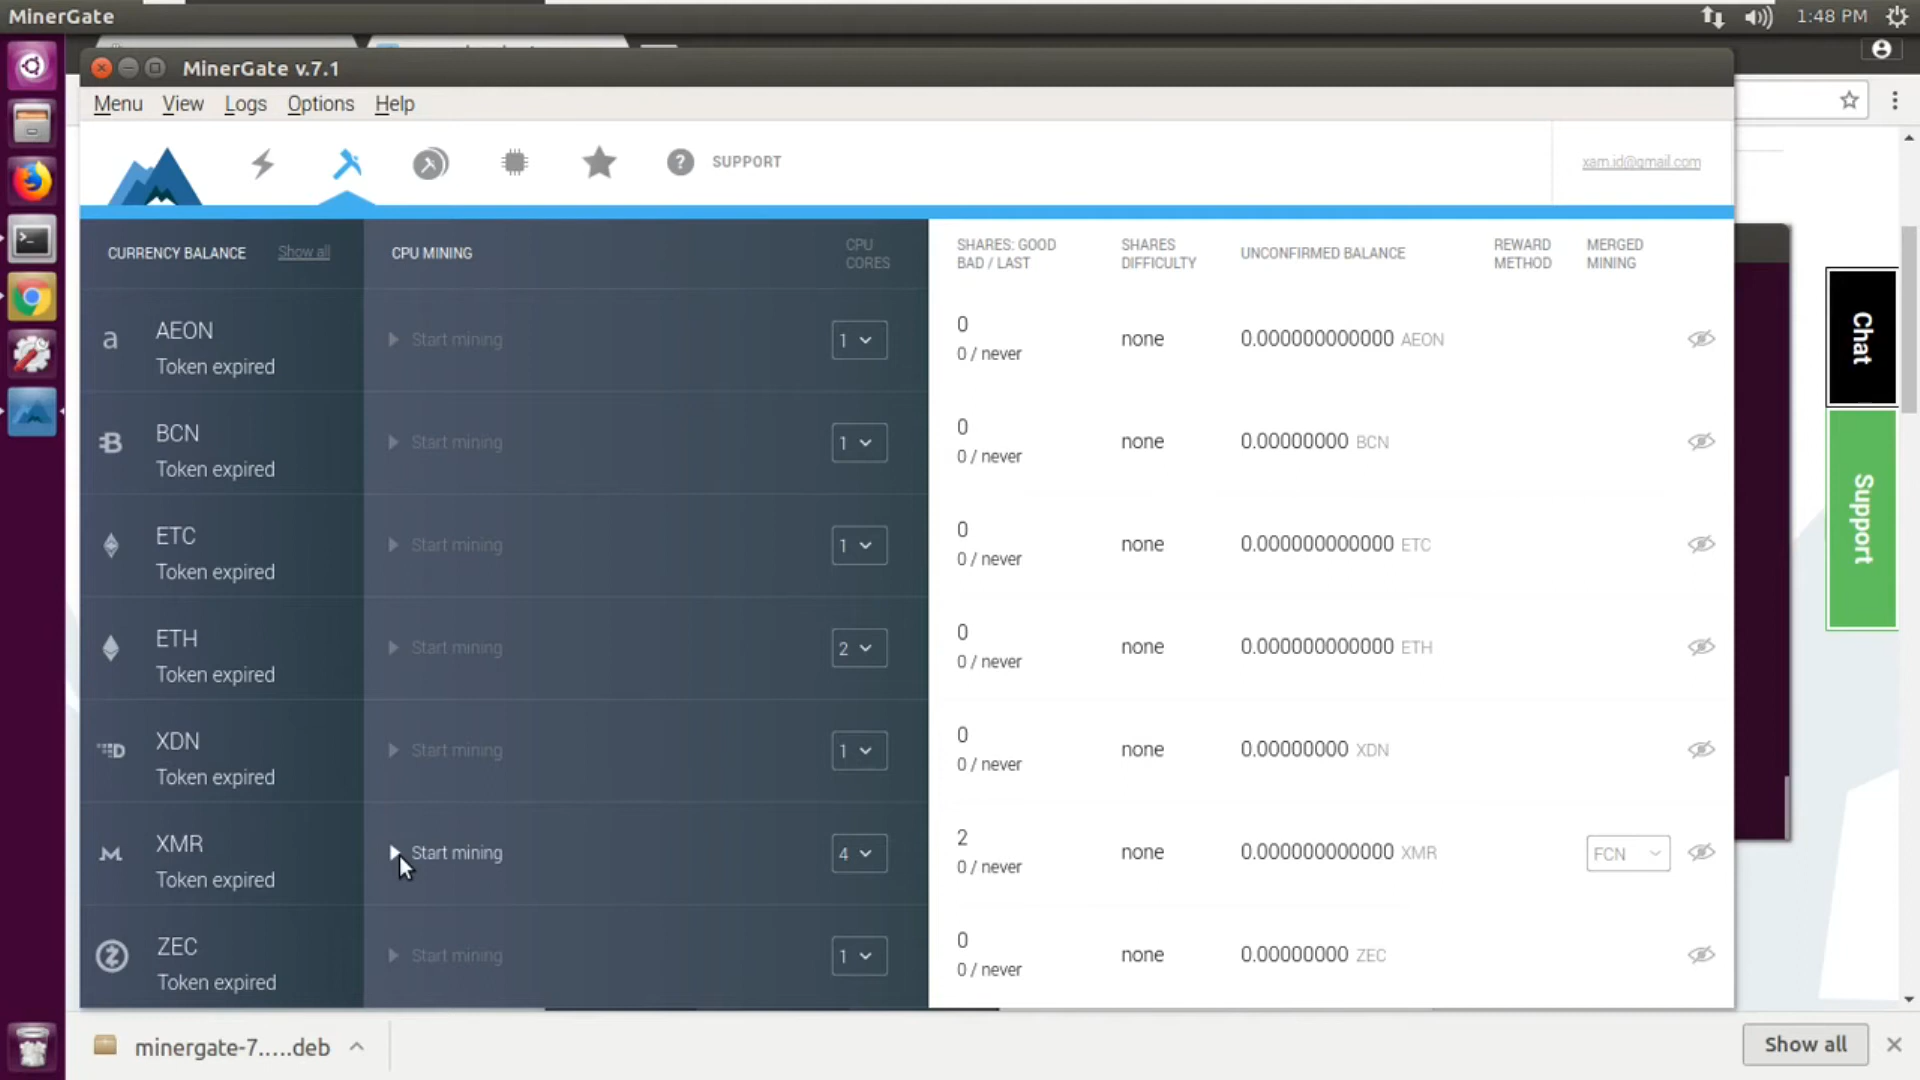 MinerGate
1:48 PM
MinerGate v.7.1
Menu View Logs Options Help
SUPPORT
xam.id@gmail.com
CURRENCY BALANCE Show all CPU MINING CPU CORES SHARES: GOOD BAD / LAST SHARES DIFFICULTY UNCONFIRMED BALANCE REWARD METHOD MERGED MINING
AEON
Token expired
Start mining
1
0
0 / never
none
0.000000000000 AEON
BCN
Token expired
Start mining
1
0
0 / never
none
0.00000000 BCN
ETC
Token expired
Start mining
1
0
0 / never
none
0.000000000000 ETC
ETH
Token expired
Start mining
2
0
0 / never
none
0.000000000000 ETH
XDN
Token expired
Start mining
1
0
0 / never
none
0.00000000 XDN
XMR
Token expired
Start mining
4
2
0 / never
none
0.000000000000 XMR
FCN
ZEC
Token expired
Start mining
1
0
0 / never
none
0.00000000 ZEC
Chat
Support
minergate-7.....deb
Show all